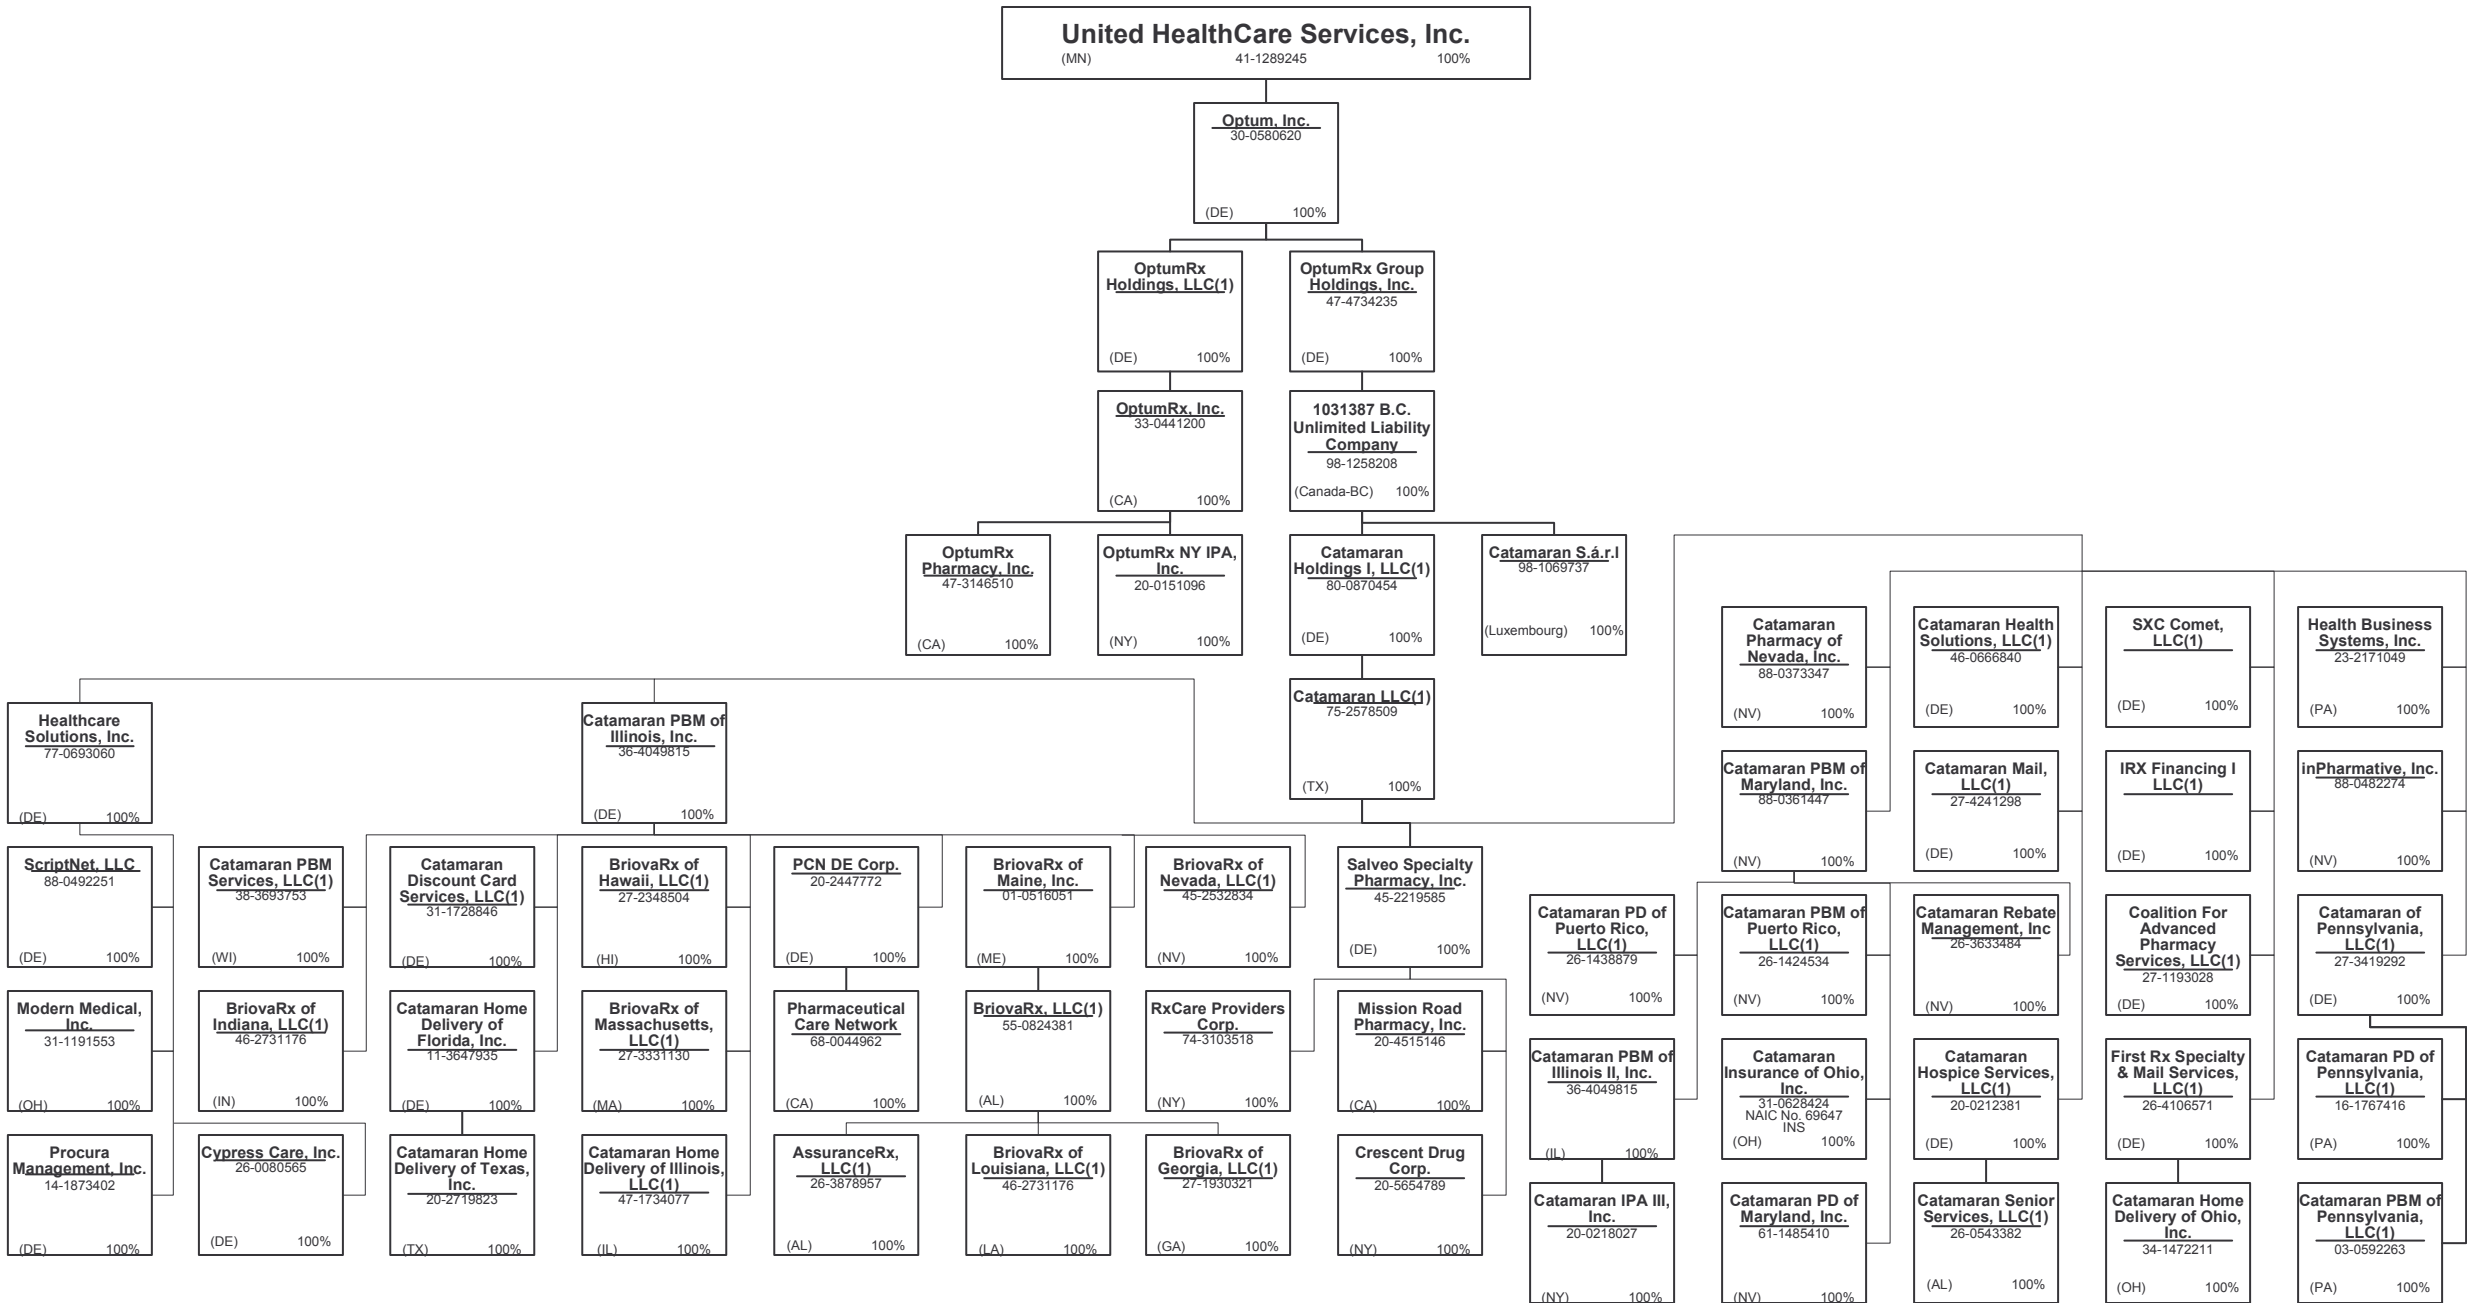 United HealthCare Services, Inc.
(MN) 41-1289245 100%
Optum, Inc.
30-0580620
(DE) 100%
OptumRx
Holdings, LLC(1)
(DE) 100%
OptumRx Group
Holdings, Inc.
47-4734235
(DE) 100%
OptumRx, Inc.
33-0441200
(CA) 100%
1031387 B.C.
Unlimited Liability
Company
98-1258208
(Canada-BC) 100%
OptumRx
Pharmacy, Inc.
47-3146510
(CA) 100%
OptumRx NY IPA,
Inc.
20-0151096
(NY) 100%
Catamaran
Holdings I, LLC(1)
80-0870454
(DE) 100%
Catamaran S.á.r.l
98-1069737
(Luxembourg) 100%
Catamaran
Pharmacy of
Nevada, Inc.
88-0373347
(NV) 100%
Catamaran Health
Solutions, LLC(1)
46-0666840
(DE) 100%
SXC Comet,
LLC(1)
(DE) 100%
Health Business
Systems, Inc.
23-2171049
(PA) 100%
Healthcare
Solutions, Inc.
77-0693060
(DE) 100%
Catamaran PBM of
Illinois, Inc.
36-4049815
(DE) 100%
Catamaran LLC(1)
75-2578509
(TX) 100%
Catamaran PBM of
Maryland, Inc.
88-0361447
(NV) 100%
Catamaran Mail,
LLC(1)
27-4241298
(DE) 100%
IRX Financing I
LLC(1)
(DE) 100%
inPharmative, Inc.
88-0482274
(NV) 100%
ScriptNet, LLC
88-0492251
(DE) 100%
Catamaran PBM
Services, LLC(1)
38-3693753
(WI) 100%
Catamaran
Discount Card
Services, LLC(1)
31-1728846
(DE) 100%
BriovaRx of
Hawaii, LLC(1)
27-2348504
(HI) 100%
PCN DE Corp.
20-2447772
(DE) 100%
BriovaRx of
Maine, Inc.
01-0516051
(ME) 100%
BriovaRx of
Nevada, LLC(1)
45-2532834
(NV) 100%
Salveo Specialty
Pharmacy, Inc.
45-2219585
(DE) 100%
Catamaran PD of
Puerto Rico,
LLC(1)
26-1438879
(NV) 100%
Catamaran PBM of
Puerto Rico,
LLC(1)
26-1424534
(NV) 100%
Catamaran Rebate
Management, Inc
26-3633484
(NV) 100%
Coalition For
Advanced
Pharmacy
Services, LLC(1)
27-1193028
(DE) 100%
Catamaran of
Pennsylvania,
LLC(1)
27-3419292
(DE) 100%
Modern Medical,
Inc.
31-1191553
(OH) 100%
BriovaRx of
Indiana, LLC(1)
46-2731176
(IN) 100%
Catamaran Home
Delivery of
Florida, Inc.
11-3647935
(DE) 100%
BriovaRx of
Massachusetts,
LLC(1)
27-3331130
(MA) 100%
Pharmaceutical
Care Network
68-0044962
(CA) 100%
BriovaRx, LLC(1)
55-0824381
(AL) 100%
RxCare Providers
Corp.
74-3103518
(NY) 100%
Mission Road
Pharmacy, Inc.
20-4515146
(CA) 100%
Catamaran PBM of
Illinois II, Inc.
36-4049815
(IL) 100%
Catamaran
Insurance of Ohio,
Inc.
31-0628424
NAIC No. 69647
INS
(OH) 100%
Catamaran
Hospice Services,
LLC(1)
20-0212381
(DE) 100%
First Rx Specialty
& Mail Services,
LLC(1)
26-4106571
(DE) 100%
Catamaran PD of
Pennsylvania,
LLC(1)
16-1767416
(PA) 100%
Procura
Management, Inc.
14-1873402
(DE) 100%
Cypress Care, Inc.
26-0080565
(DE) 100%
Catamaran Home
Delivery of Texas,
Inc.
20-2719823
(TX) 100%
Catamaran Home
Delivery of Illinois,
LLC(1)
47-1734077
(IL) 100%
AssuranceRx,
LLC(1)
26-3878957
(AL) 100%
BriovaRx of
Louisiana, LLC(1)
46-2731176
(LA) 100%
BriovaRx of
Georgia, LLC(1)
27-1930321
(GA) 100%
Crescent Drug
Corp.
20-5654789
(NY) 100%
Catamaran IPA III,
Inc.
20-0218027
(NY) 100%
Catamaran PD of
Maryland, Inc.
61-1485410
(NV) 100%
Catamaran Senior
Services, LLC(1)
26-0543382
(AL) 100%
Catamaran Home
Delivery of Ohio,
Inc.
34-1472211
(OH) 100%
Catamaran PBM of
Pennsylvania,
LLC(1)
03-0592263
(PA) 100%